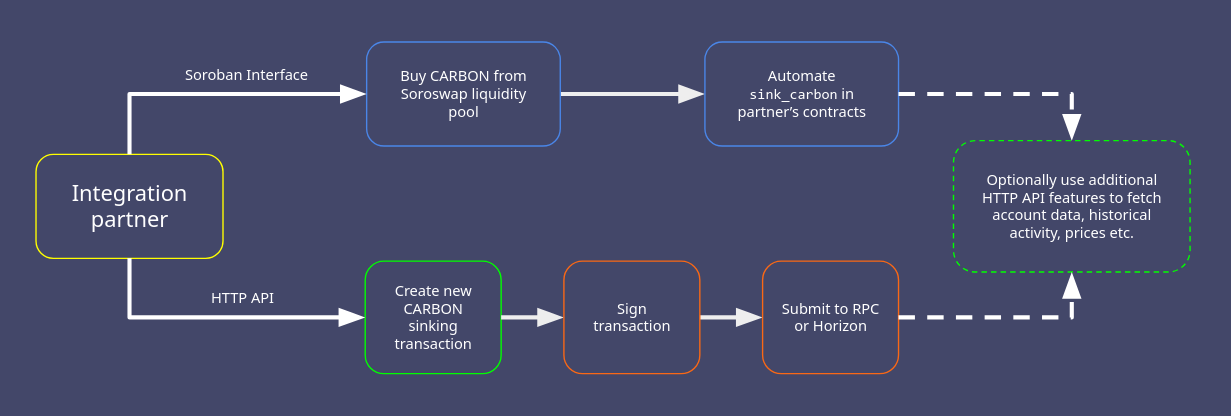 Soroban Interface
Buy CARBON from
Soroswap liquidity
pool
Automate
sink_carbon in
partner’s contracts
Integration
partner
Optionally use additional
HTTP API features to fetch
account data, historical
activity, prices etc.
HTTP API
Create new
CARBON
sinking
transaction
Sign
transaction
Submit to RPC
or Horizon